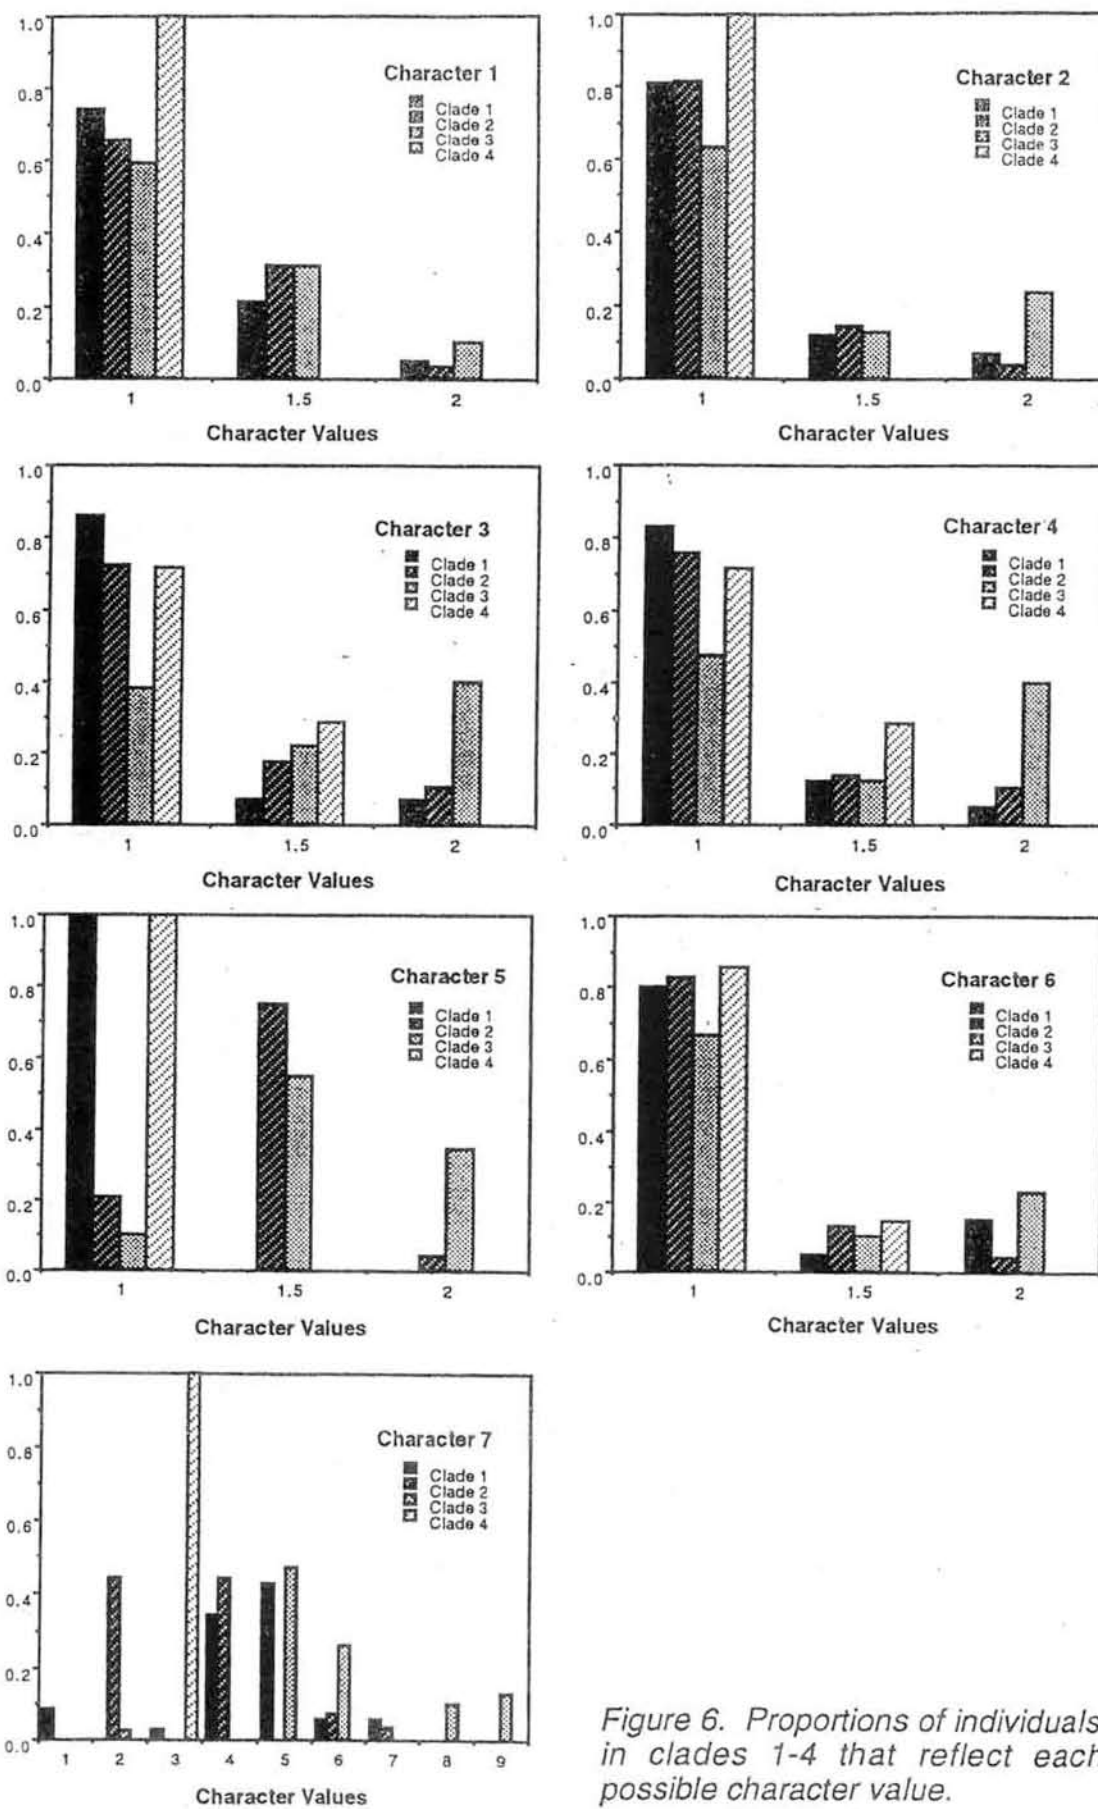 1.0
0.8
0.6
0.4
0.2
0.0
Character 1
Clade 1
Clade 2
Clade 3
Clade 4
1 1.5 2
Character Values
1.0
0.8
0.6
0.4
0.2
0.0
Character 2
Clade 1
Clade 2
Clade 3
Clade 4
1 1.5 2
Character Values
1.0
0.8
0.6
0.4
0.2
0.0
Character 3
Clade 1
Clade 2
Clade 3
Clade 4
1 1.5 2
Character Values
1.0
0.8
0.6
0.4
0.2
0.0
Character 4
Clade 1
Clade 2
Clade 3
Clade 4
1 1.5 2
Character Values
1.0
0.8
0.6
0.4
0.2
0.0
Character 5
Clade 1
Clade 2
Clade 3
Clade 4
1 1.5 2
Character Values
1.0
0.8
0.6
0.4
0.2
0.0
Character 6
Clade 1
Clade 2
Clade 3
Clade 4
1 1.5 2
Character Values
1.0
0.8
0.6
0.4
0.2
0.0
Character 7
Clade 1
Clade 2
Clade 3
Clade 4
1 2 3 4 5 6 7 8 9
Character Values
Figure 6. Proportions of individuals
in clades 1-4 that reflect each
possible character value.